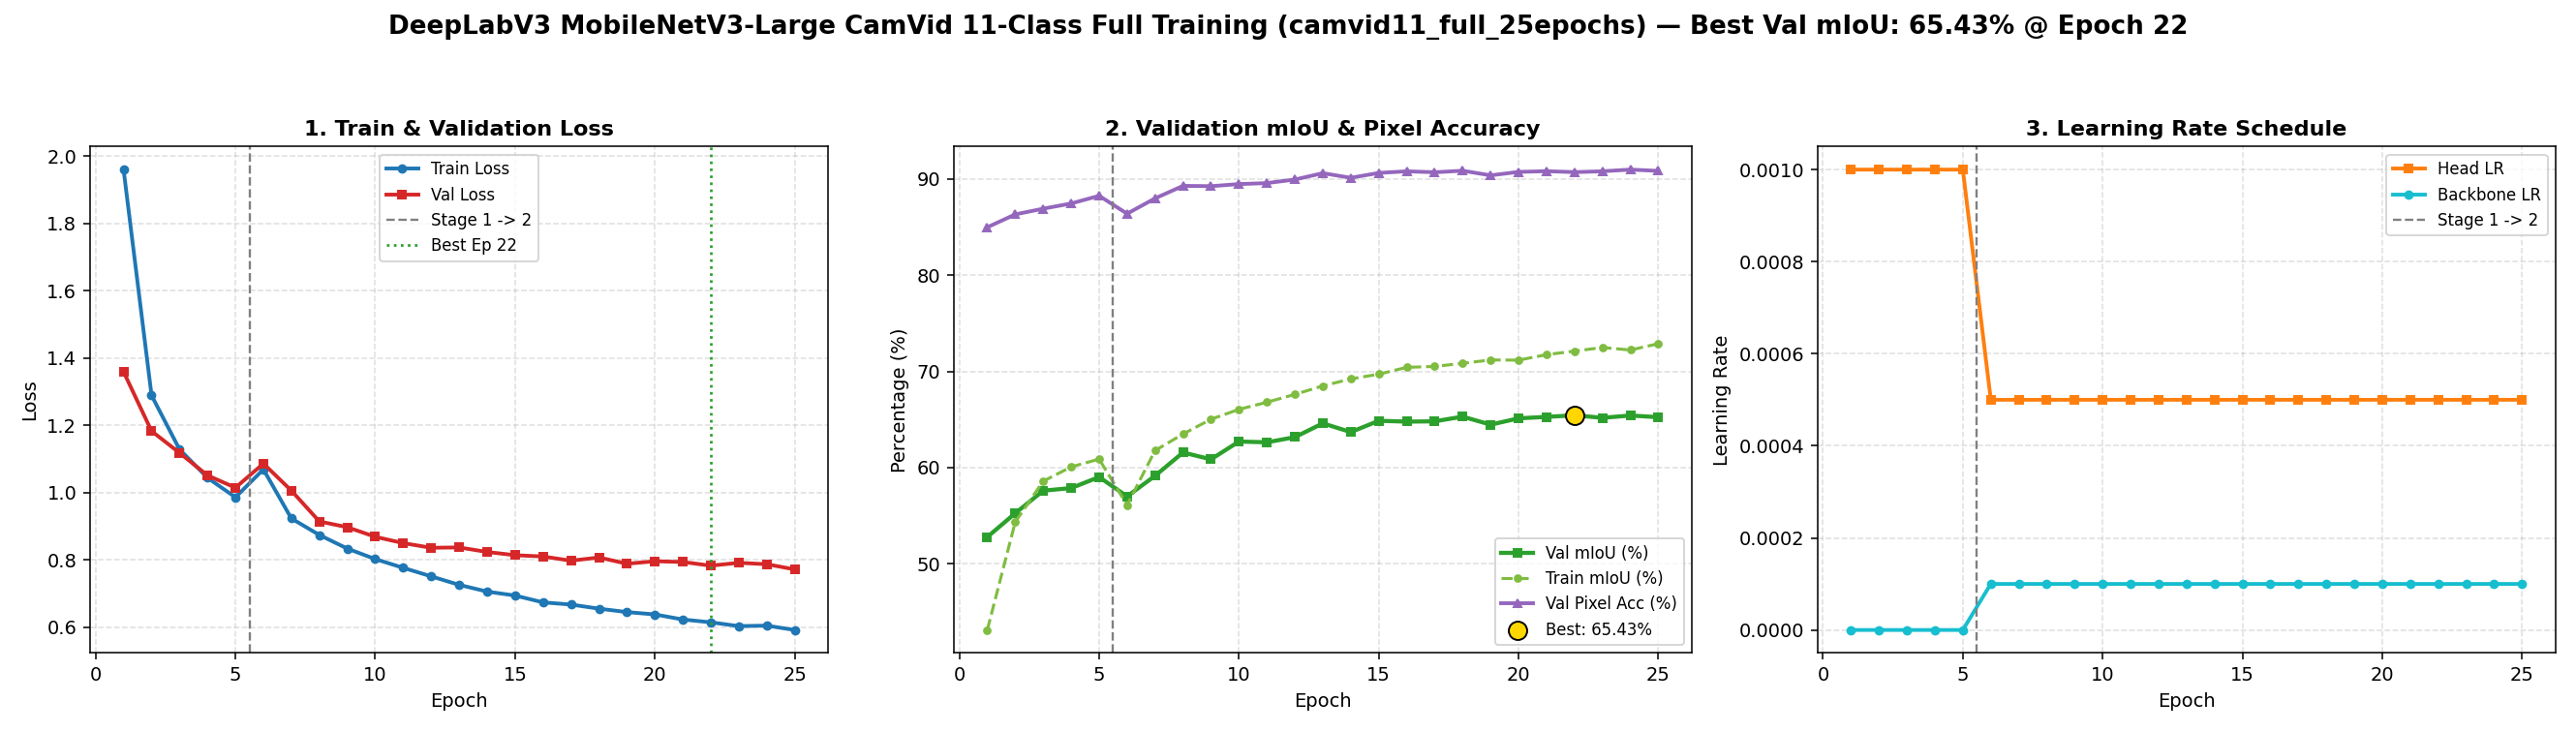 DeepLabV3 MobileNetV3-Large CamVid 11-Class Full Training (camvid11_full_25epochs) — Best Val mIoU: 65.43% @ Epoch 22
1. Train & Validation Loss
Loss
2.0
1.8
1.6
1.4
1.2
1.0
0.8
0.6
Train Loss
Val Loss
Stage 1 -> 2
Best Ep 22
0 5 10 15 20 25
Epoch
2. Validation mIoU & Pixel Accuracy
Percentage (%)
90
80
70
60
50
Val mIoU (%)
Train mIoU (%)
Val Pixel Acc (%)
Best: 65.43%
0 5 10 15 20 25
Epoch
3. Learning Rate Schedule
Learning Rate
0.0010
0.0008
0.0006
0.0004
0.0002
0.0000
Head LR
Backbone LR
Stage 1 -> 2
0 5 10 15 20 25
Epoch